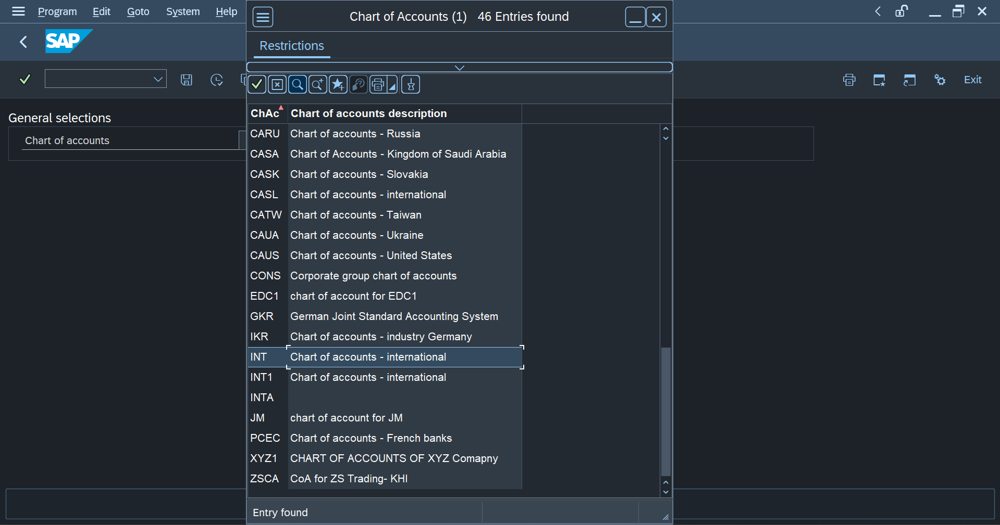 Program Edit Goto System Help
SAP
Exit
General selections
Chart of accounts
Chart of Accounts (1) 46 Entries found
Restrictions
ChAc Chart of accounts description
CARU Chart of accounts - Russia
CASA Chart of Accounts - Kingdom of Saudi Arabia
CASK Chart of accounts - Slovakia
CASL Chart of accounts - international
CATW Chart of accounts - Taiwan
CAUA Chart of accounts - Ukraine
CAUS Chart of accounts - United States
CONS Corporate group chart of accounts
EDC1 chart of account for EDC1
GKR German Joint Standard Accounting System
IKR Chart of accounts - industry Germany
INT Chart of accounts - international
INT1 Chart of accounts - international
INTA
JM chart of account for JM
PCEC Chart of accounts - French banks
XYZ1 CHART OF ACCOUNTS OF XYZ Comapny
ZSCA CoA for ZS Trading- KHI
Entry found